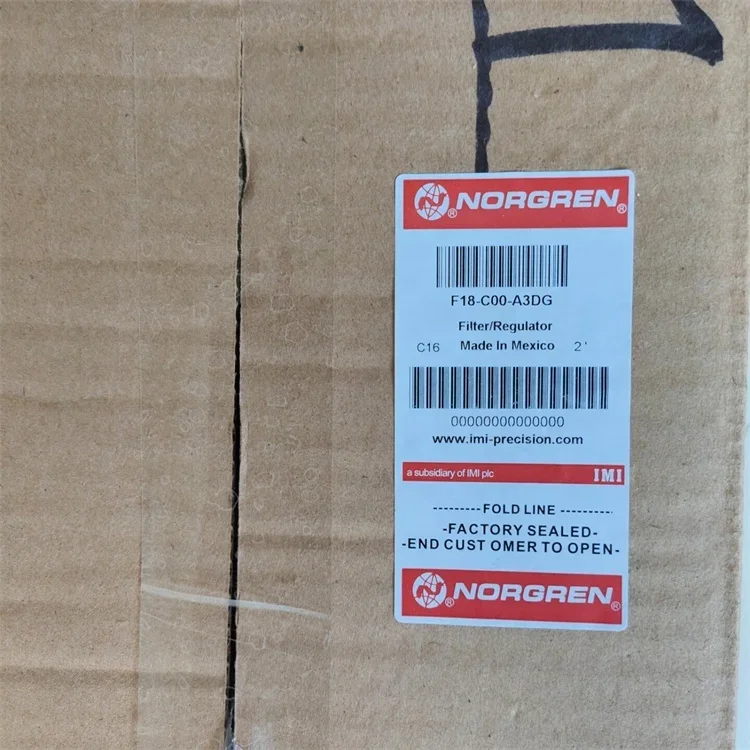 NORGREN®
F18-C00-A3DG
Filter/Regulator
C16 Made In Mexico 2'
00000000000000
www.imi-precision.com
a subsidiary of IMI plc IMI
---------FOLD LINE ---------
-FACTORY SEALED-
-END CUST OMER TO OPEN-
NORGREN®